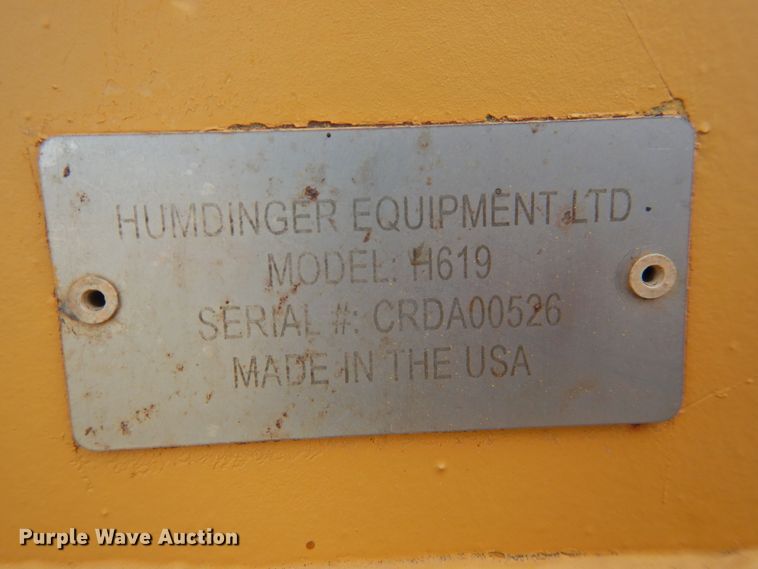 HUMDINGER EQUIPMENT LTD
MODEL: H619
SERIAL #: CRDA00526
MADE IN THE USA
Purple Wave Auction